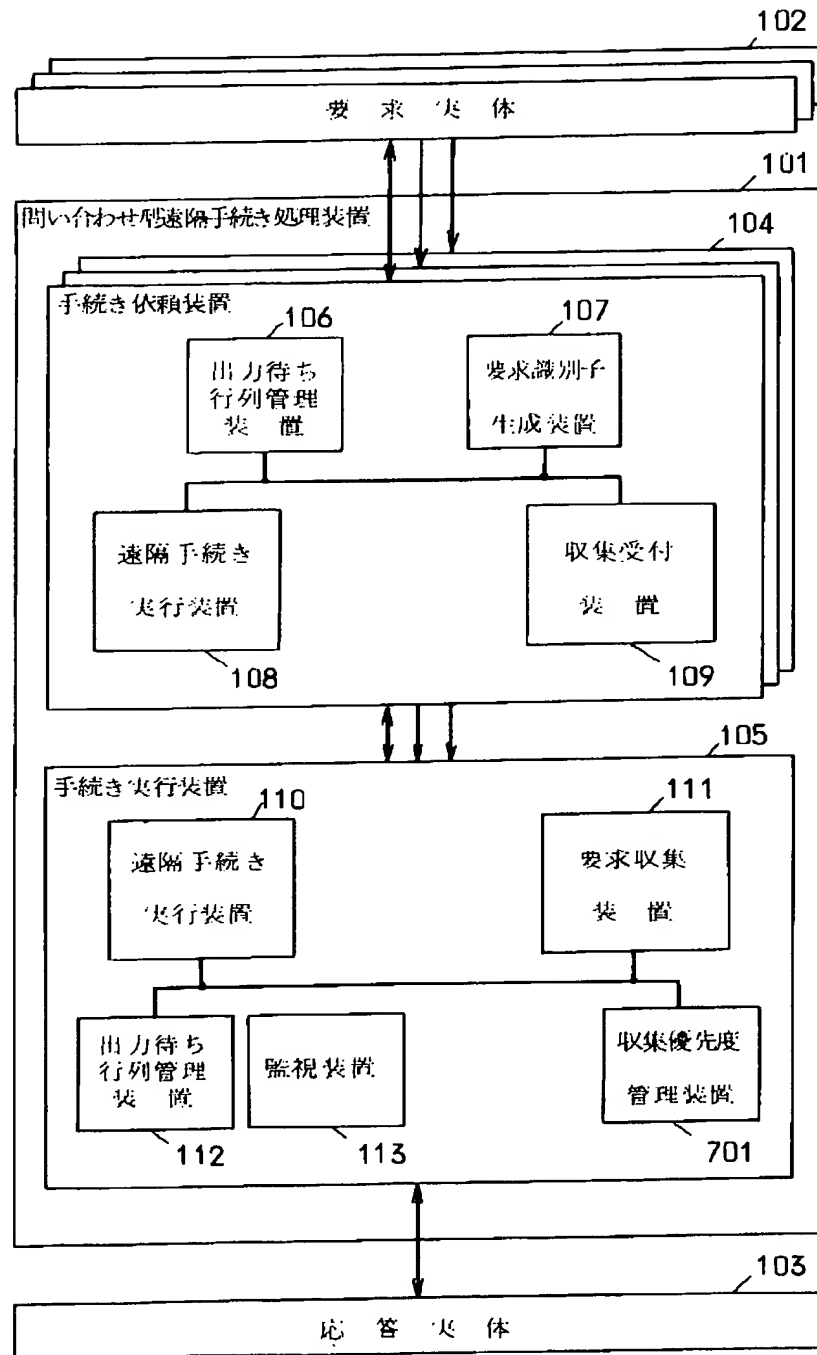 102
要求実体
101
問い合わせ型遠隔手続き処理装置
104
手続き依頼装置
106
107
出力待ち
行列管理
装置
要求識別子
生成装置
遠隔手続き
実行装置
収集受付
装置
108
109
105
手続き実行装置
110
111
遠隔手続き
実行装置
要求収集
装置
出力待ち
行列管理
装置
監視装置
収集優先度
管理装置
112
113
701
103
応答実体